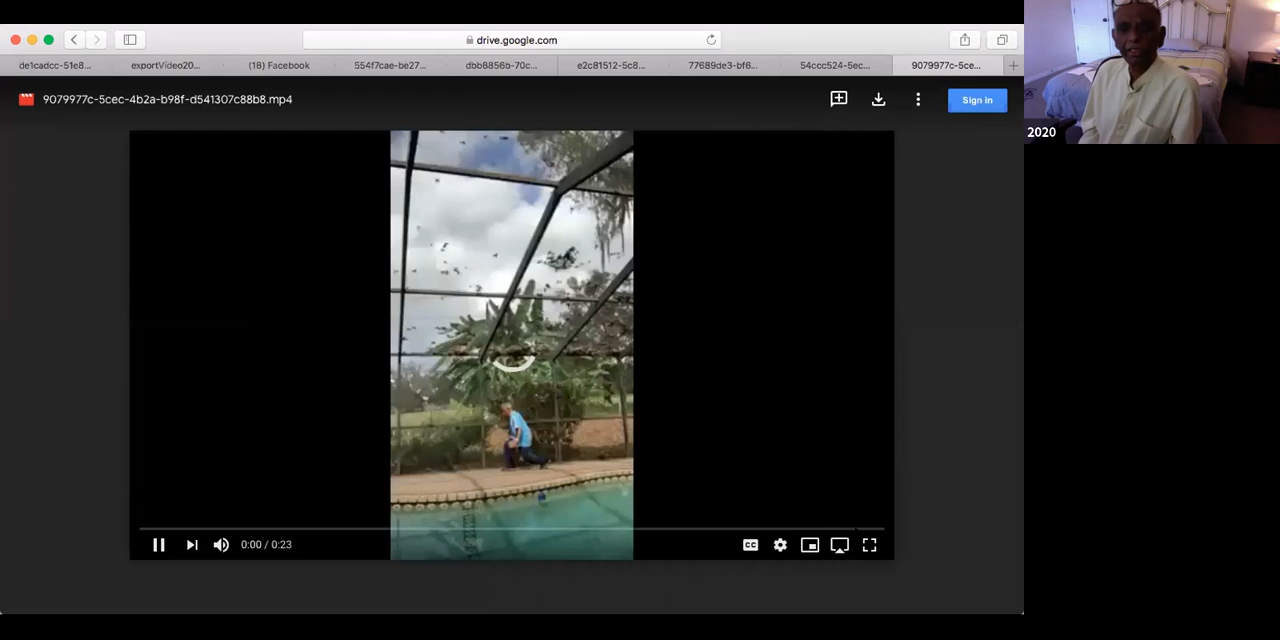 drive.google.com
de1cadcc-51e8...
exportVideo20...
(18) Facebook
554f7cae-be27...
dbb8856b-70c...
e2c81512-5c8...
77689de3-bf6...
54ccc524-5ec...
9079977c-5ce...
9079977c-5cec-4b2a-b98f-d541307c88b8.mp4
Sign in
2020
0:00 / 0:23
CC